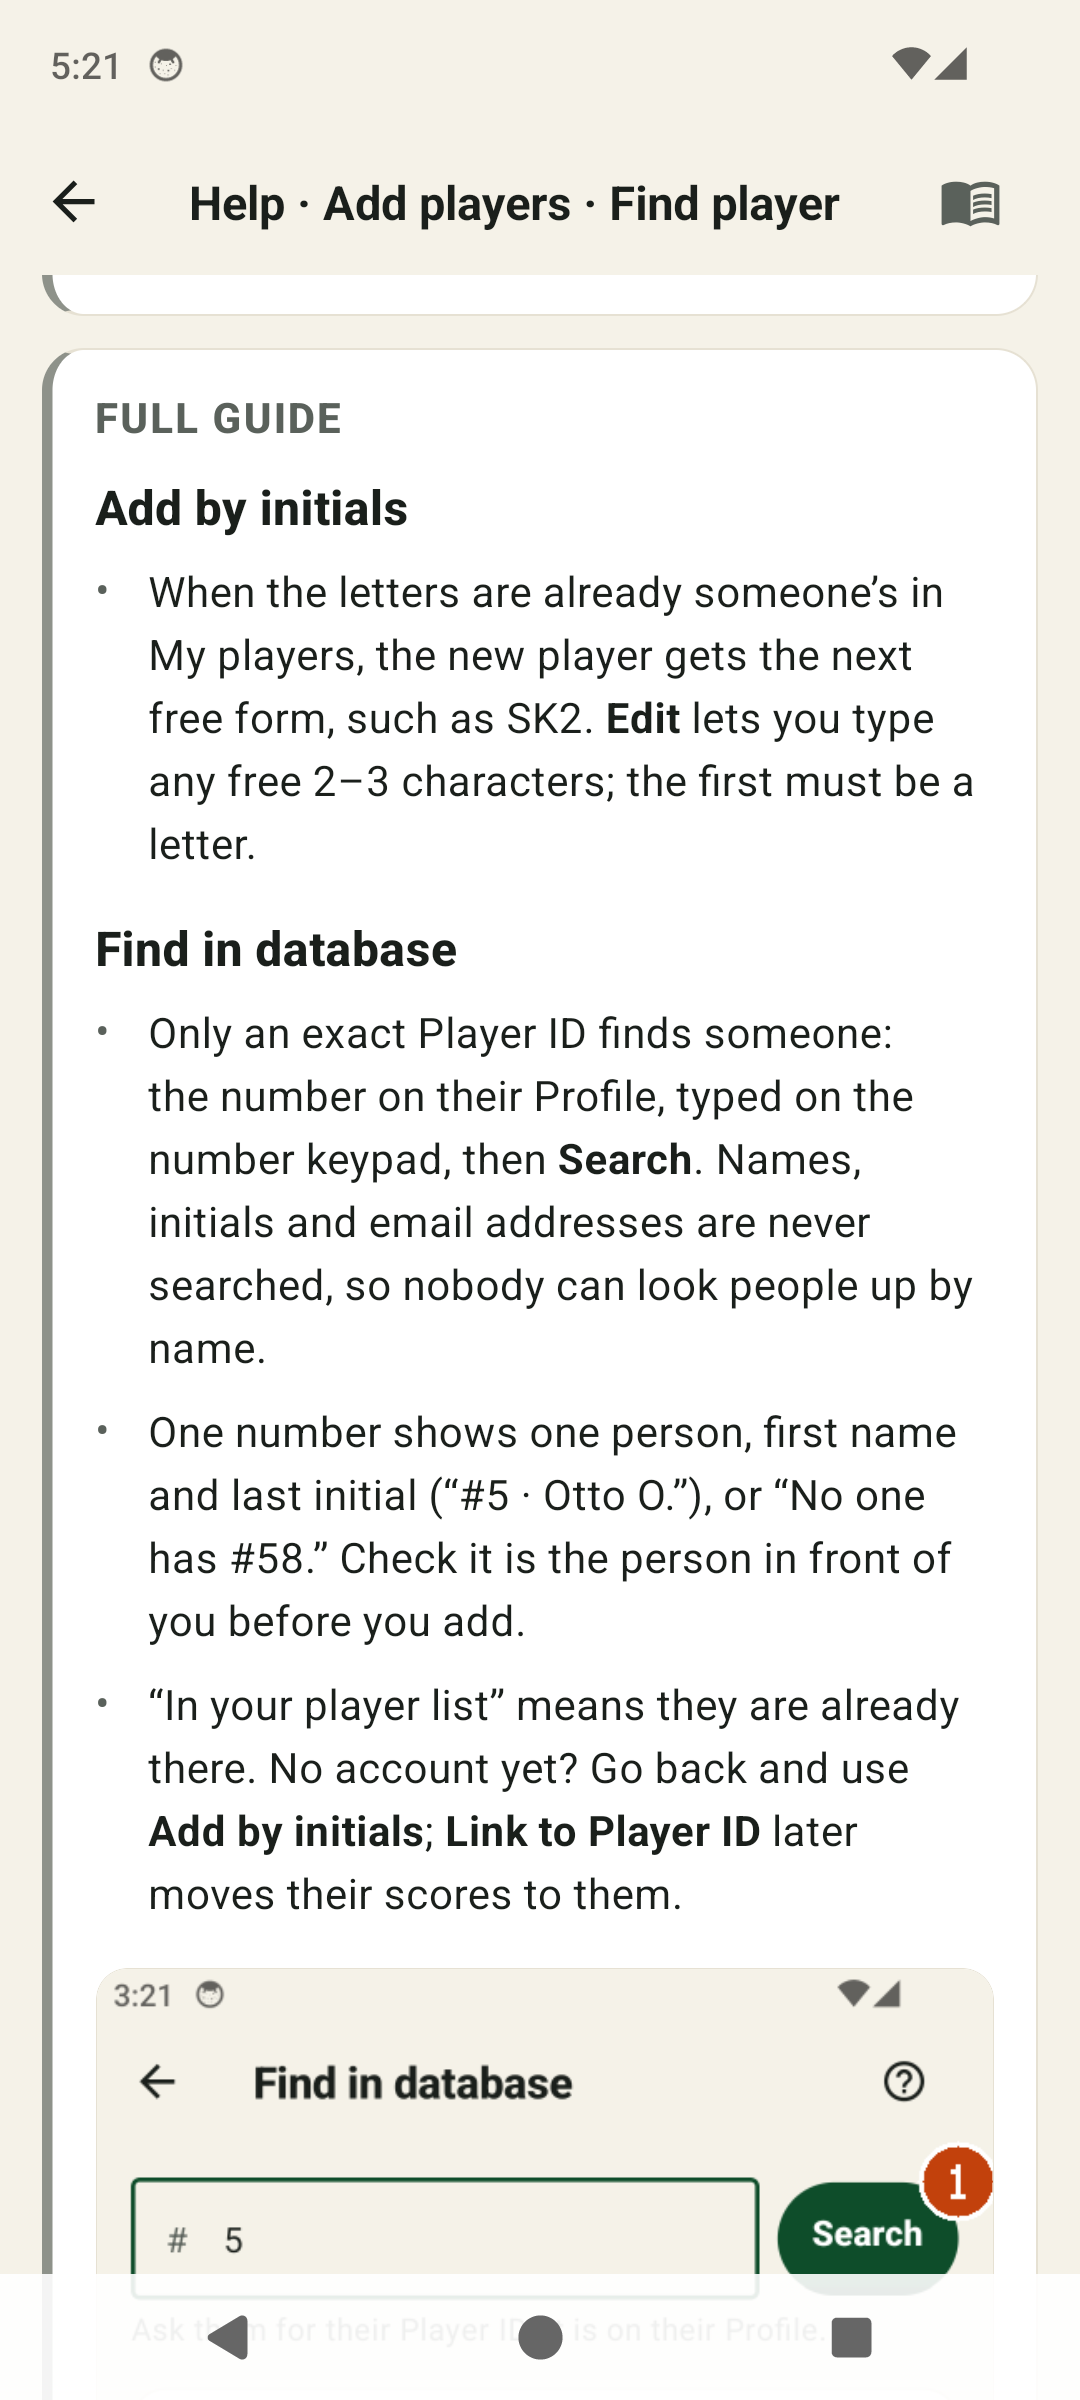 5:21
Help · Add players · Find player
FULL GUIDE
Add by initials
• When the letters are already someone’s in
My players, the new player gets the next
free form, such as SK2. Edit lets you type
any free 2–3 characters; the first must be a
letter.
Find in database
• Only an exact Player ID finds someone:
the number on their Profile, typed on the
number keypad, then Search. Names,
initials and email addresses are never
searched, so nobody can look people up by
name.
• One number shows one person, first name
and last initial (“#5 · Otto O.”), or “No one
has #58.” Check it is the person in front of
you before you add.
• “In your player list” means they are already
there. No account yet? Go back and use
Add by initials; Link to Player ID later
moves their scores to them.
3:21
Find in database
1
# 5
Search
Ask them for their Player ID is on their Profile.